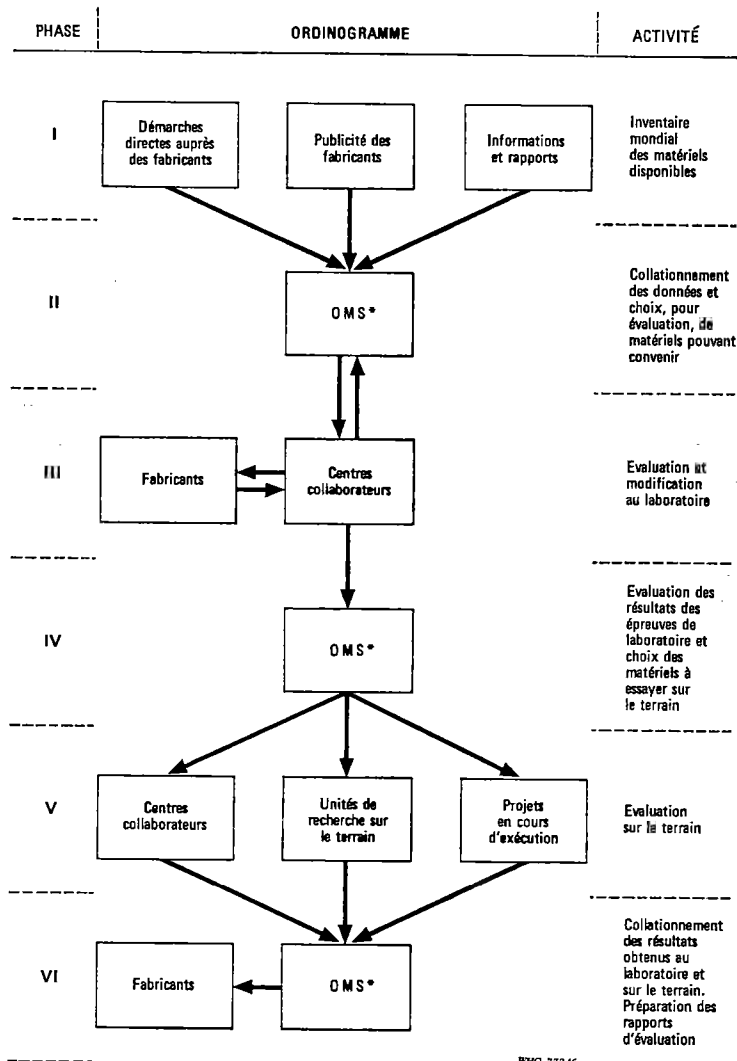 PHASE
ORDINOGRAMME
ACTIVITÉ
I
Démarches
directes auprès
des fabricants
Publicité des
fabricants
Informations
et rapports
Inventaire
mondial
des matériels
disponibles
II
OMS*
Collationnement
des données et
choix, pour
évaluation, de
matériels pouvant
convenir
III
Fabricants
Centres
collaborateurs
Evaluation et
modification
au laboratoire
IV
OMS*
Evaluation des
résultats des
épreuves de
laboratoire et
choix des
matériels à
essayer sur
le terrain
V
Centres
collaborateurs
Unités de
recherche sur
le terrain
Projets
en cours
d'exécution
Evaluation
sur le terrain
VI
Fabricants
OMS*
Collationnement
des résultats
obtenus au
laboratoire et
sur le terrain.
Préparation des
rapports
d'évaluation